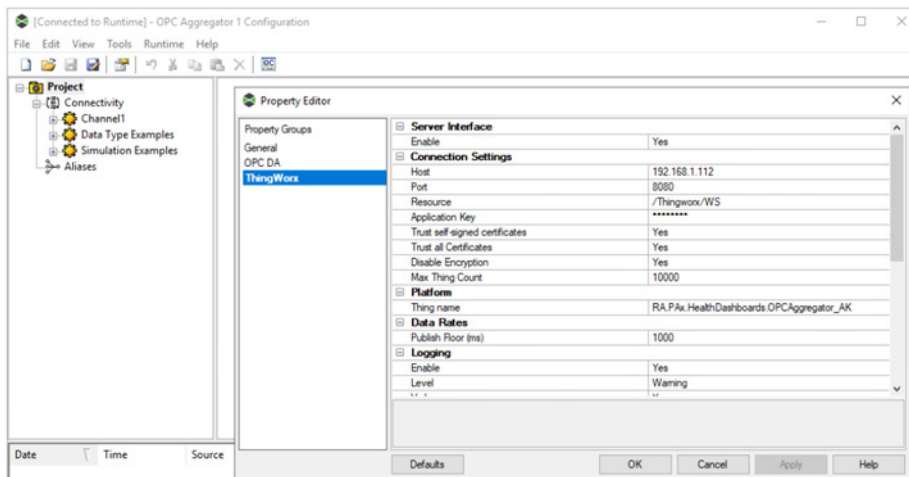 [Connected to Runtime] - OPC Aggregator 1 Configuration
File Edit View Tools Runtime Help
Project
Connectivity
Channel1
Data Type Examples
Simulation Examples
Aliases
Property Editor
Property Groups
General
OPC DA
ThingWorx
Server Interface
Enable Yes
Connection Settings
Host 192.168.1.112
Port 8080
Resource /Thingworx/WS
Application Key ********
Trust self-signed certificates Yes
Trust all Certificates Yes
Disable Encryption Yes
Max Thing Count 10000
Platform
Thing name RA.PAx.HealthDashboards.OPCAggregator_AK
Data Rates
Publish Floor (ms) 1000
Logging
Enable Yes
Level Warning
Date Time Source
Defaults OK Cancel Apply Help